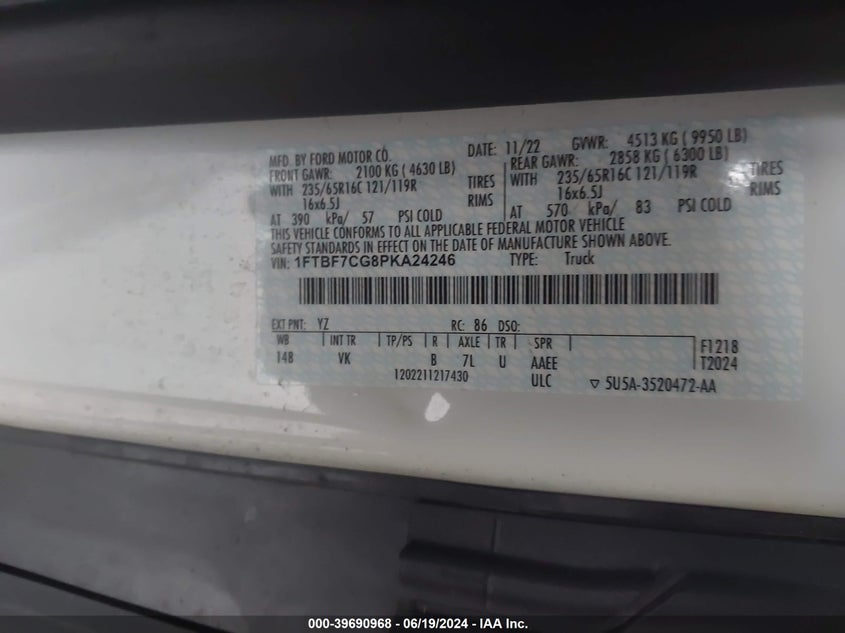 MFD. BY FORD MOTOR CO. DATE: 11/22 GVWR: 4513 KG ( 9950 LB)
FRONT GAWR: 2100 KG ( 4630 LB) REAR GAWR: 2858 KG ( 6300 LB)
WITH 235/65R16C 121/119R TIRES WITH 235/65R16C 121/119R TIRES
16x6.5J RIMS 16x6.5J RIMS
AT 390 kPa/ 57 PSI COLD AT 570 kPa/ 83 PSI COLD
THIS VEHICLE CONFORMS TO ALL APPLICABLE FEDERAL MOTOR VEHICLE
SAFETY STANDARDS IN EFFECT ON THE DATE OF MANUFACTURE SHOWN ABOVE.
VIN: 1FTBF7CG8PKA24246 TYPE: Truck
EXT PNT: YZ RC: 86 DSO:
WB INT TR TP/PS R AXLE TR SPR F1218
148 VK B 7L U AAEE T2024
1202211217430 ULC ▽ 5U5A-3520472-AA
000-39690968 - 06/19/2024 - IAA Inc.